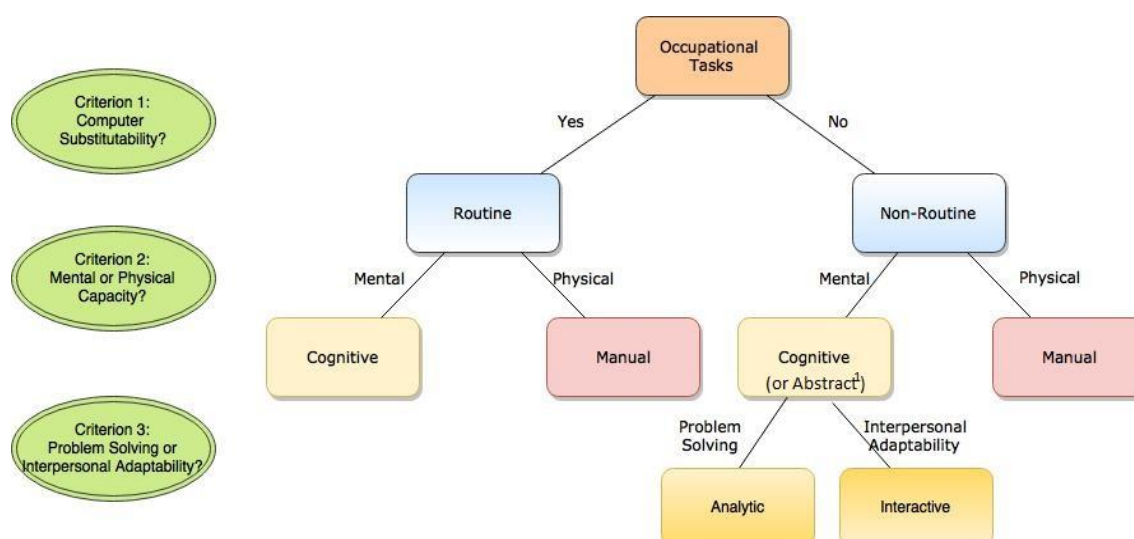 Occupational
Tasks
Criterion 1:
Computer
Substitutability?
Yes
No
Routine
Non-Routine
Criterion 2:
Mental or Physical
Capacity?
Mental
Physical
Mental
Physical
Cognitive
Manual
Cognitive
(or Abstract¹)
Manual
Criterion 3:
Problem Solving or
Interpersonal Adaptability?
Problem
Solving
Interpersonal
Adaptability
Analytic
Interactive